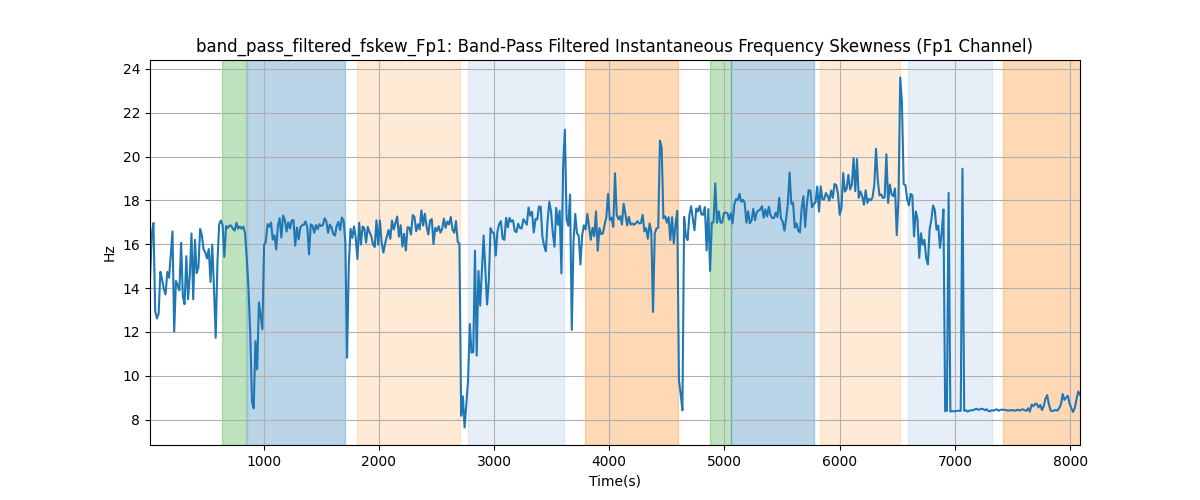 band_pass_filtered_fskew_Fp1: Band-Pass Filtered Instantaneous Frequency Skewness (Fp1 Channel)
24
22
20
18
16
14
12
10
8
Hz
1000 2000 3000 4000 5000 6000 7000 8000
Time(s)